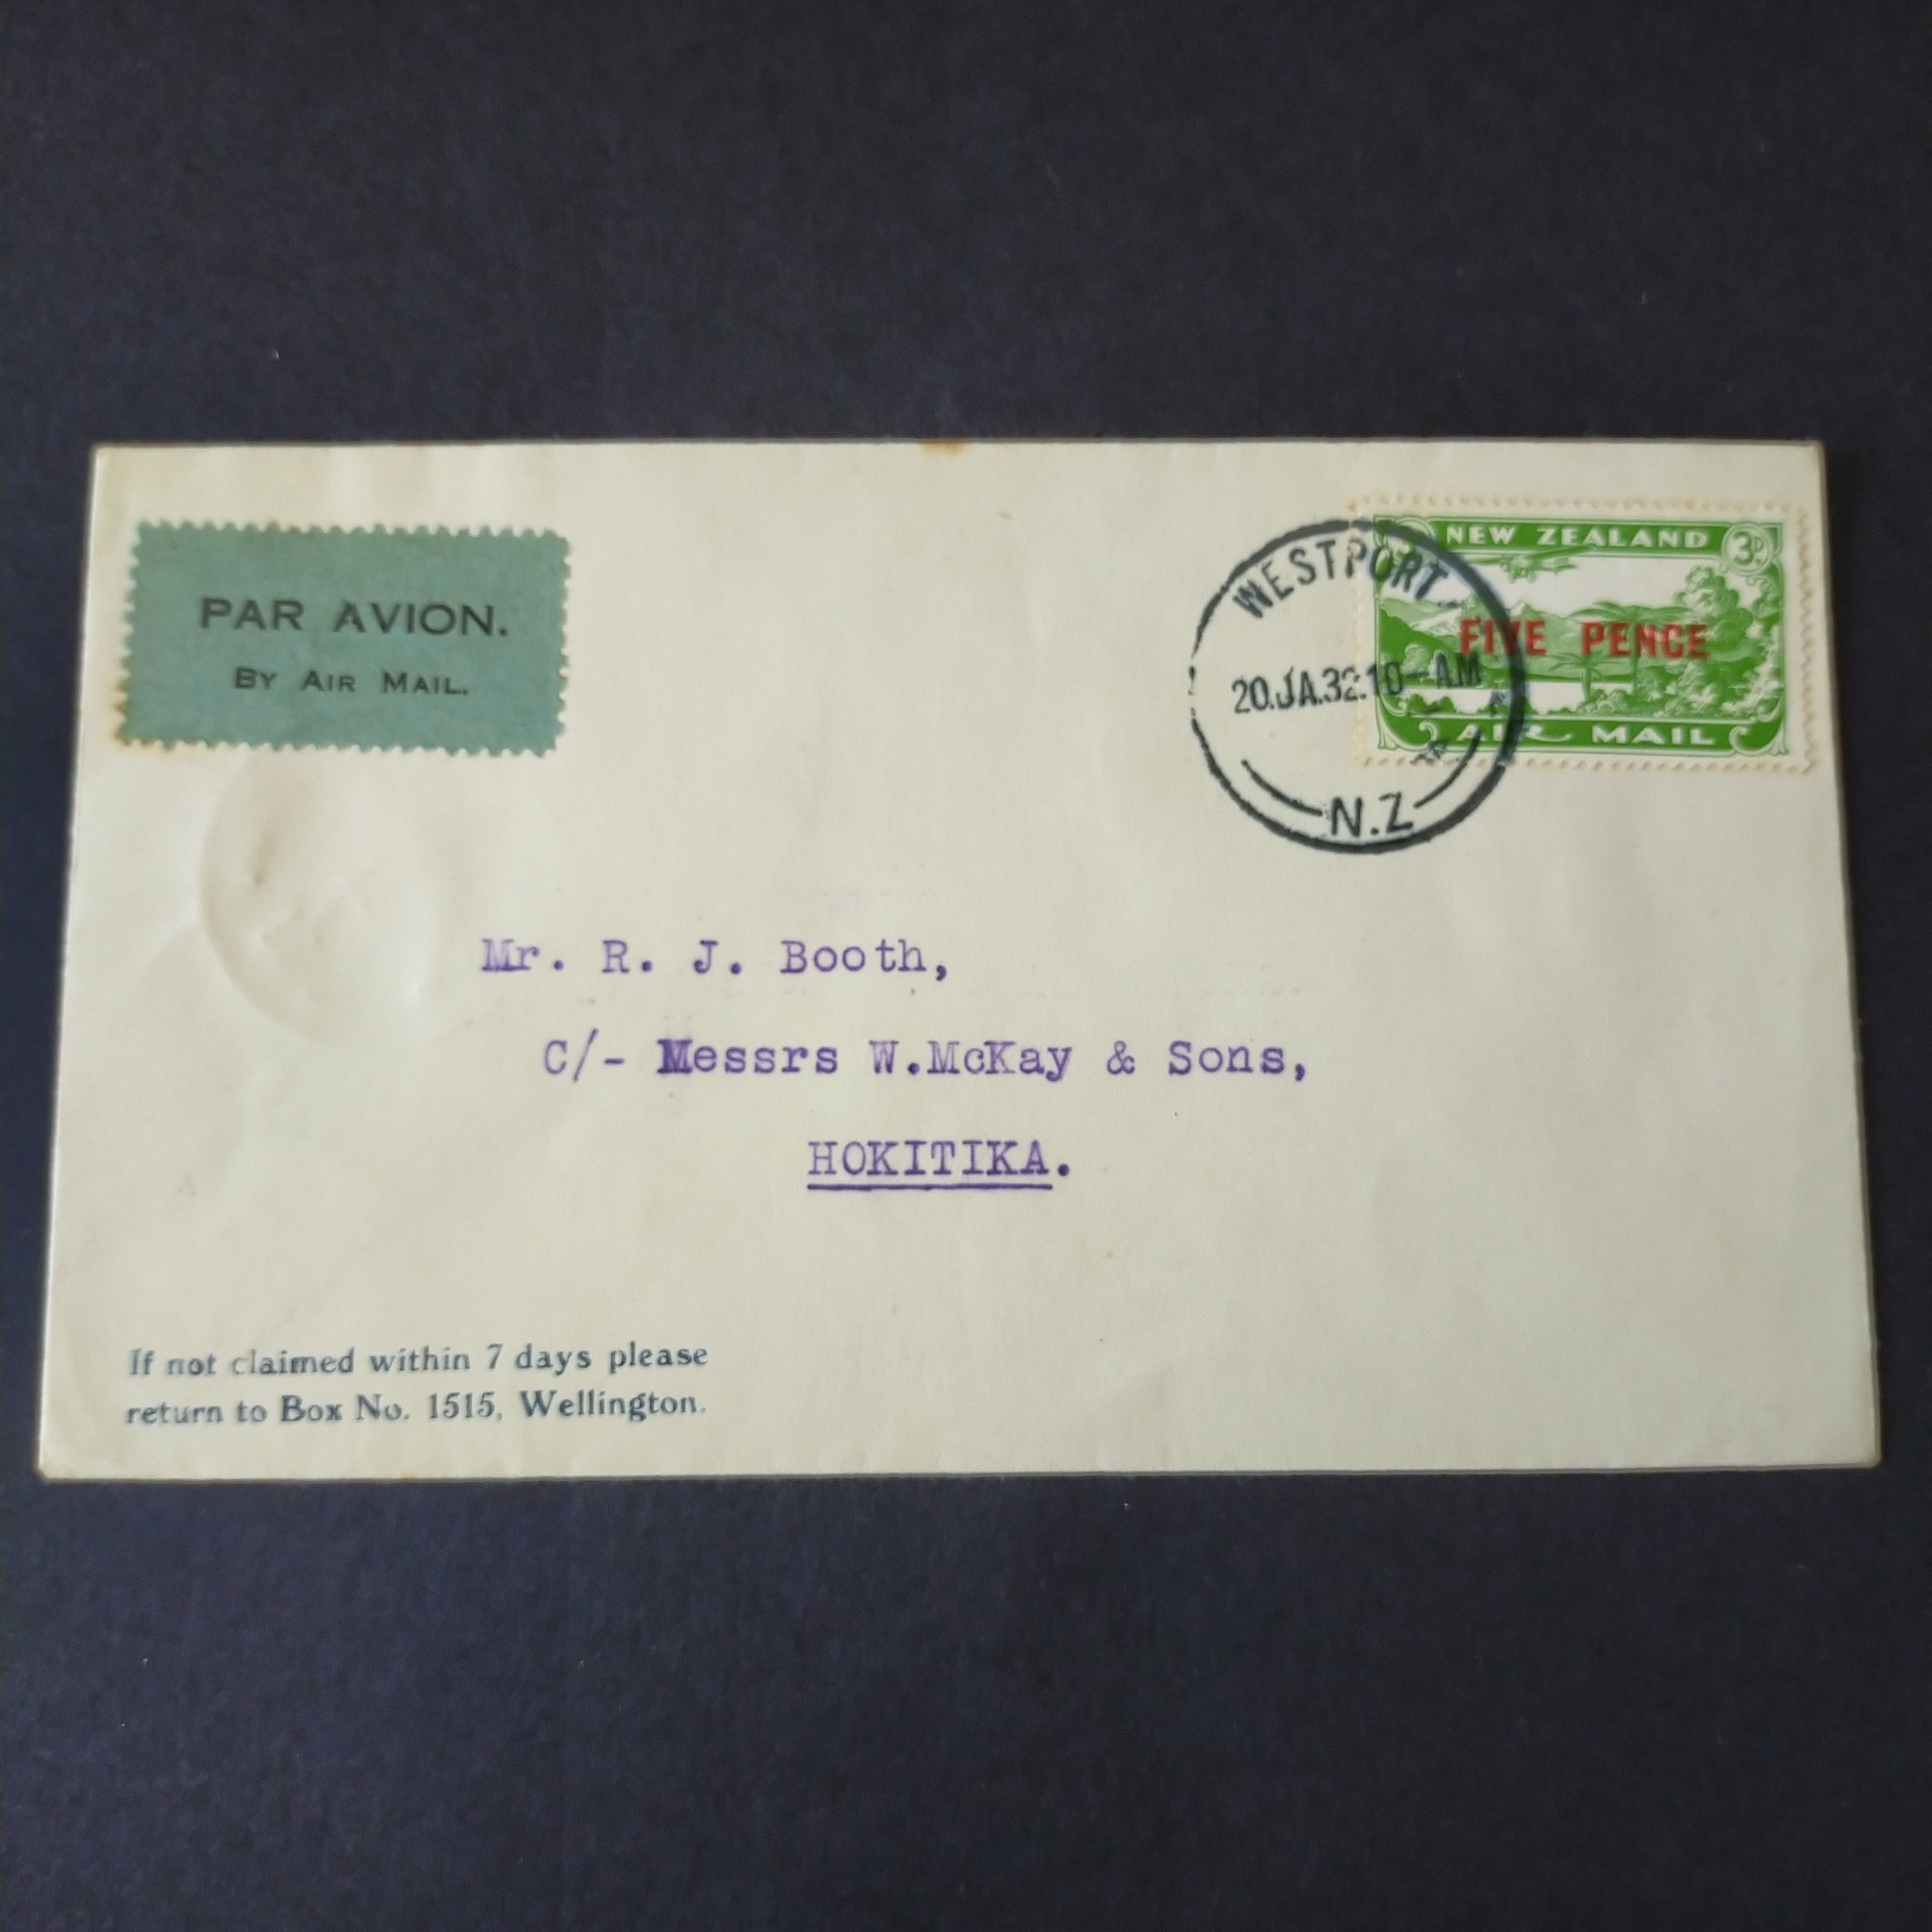 PAR AVION.
BY AIR MAIL.
WESTPORT
20.JA.32.10-AM
N.Z
NEW ZEALAND
3D
FIVE PENCE
AIR MAIL
Mr. R. J. Booth,
C/- Messrs W.McKay & Sons,
HOKITIKA.
If not claimed within 7 days please
return to Box No. 1515, Wellington.